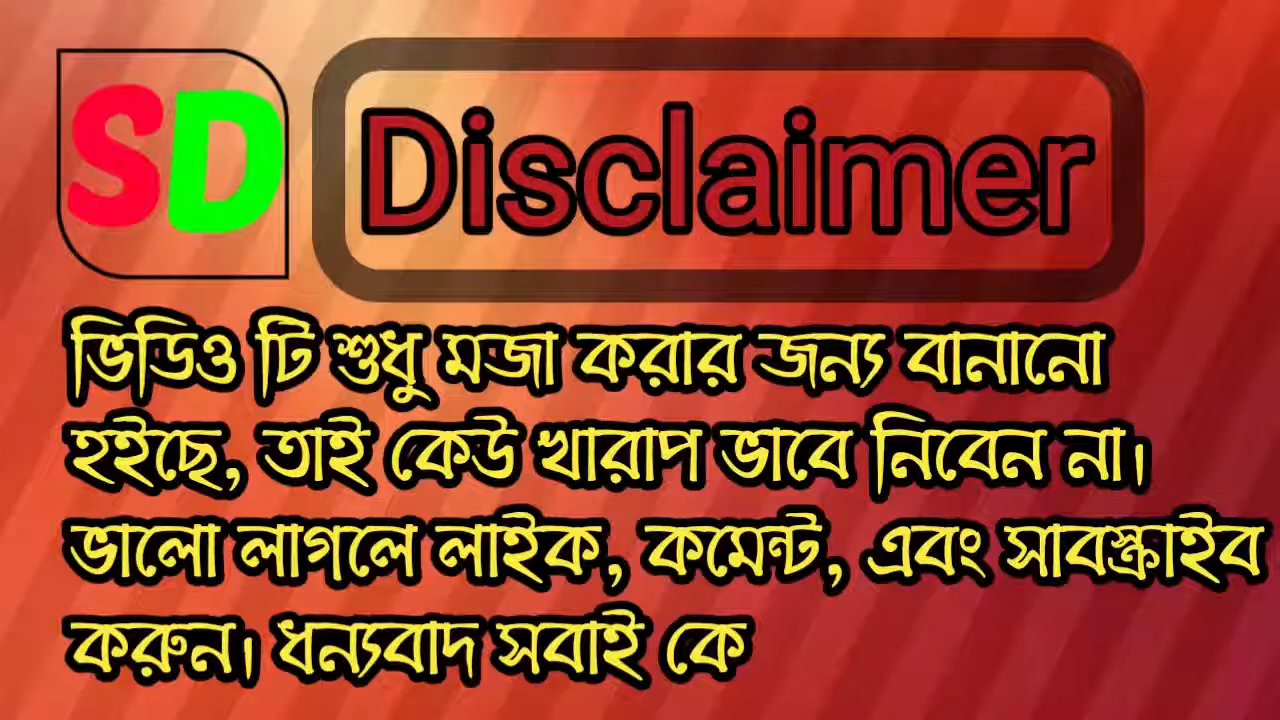 SD
Disclaimer
ভিডিও টি শুধু মজা করার জন্য বানানো
হইছে, তাই কেউ খারাপ ভাবে নিবেন না।
ভালো লাগলে লাইক, কমেন্ট, এবং সাবস্ক্রাইব
করুন। ধন্যবাদ সবাই কে